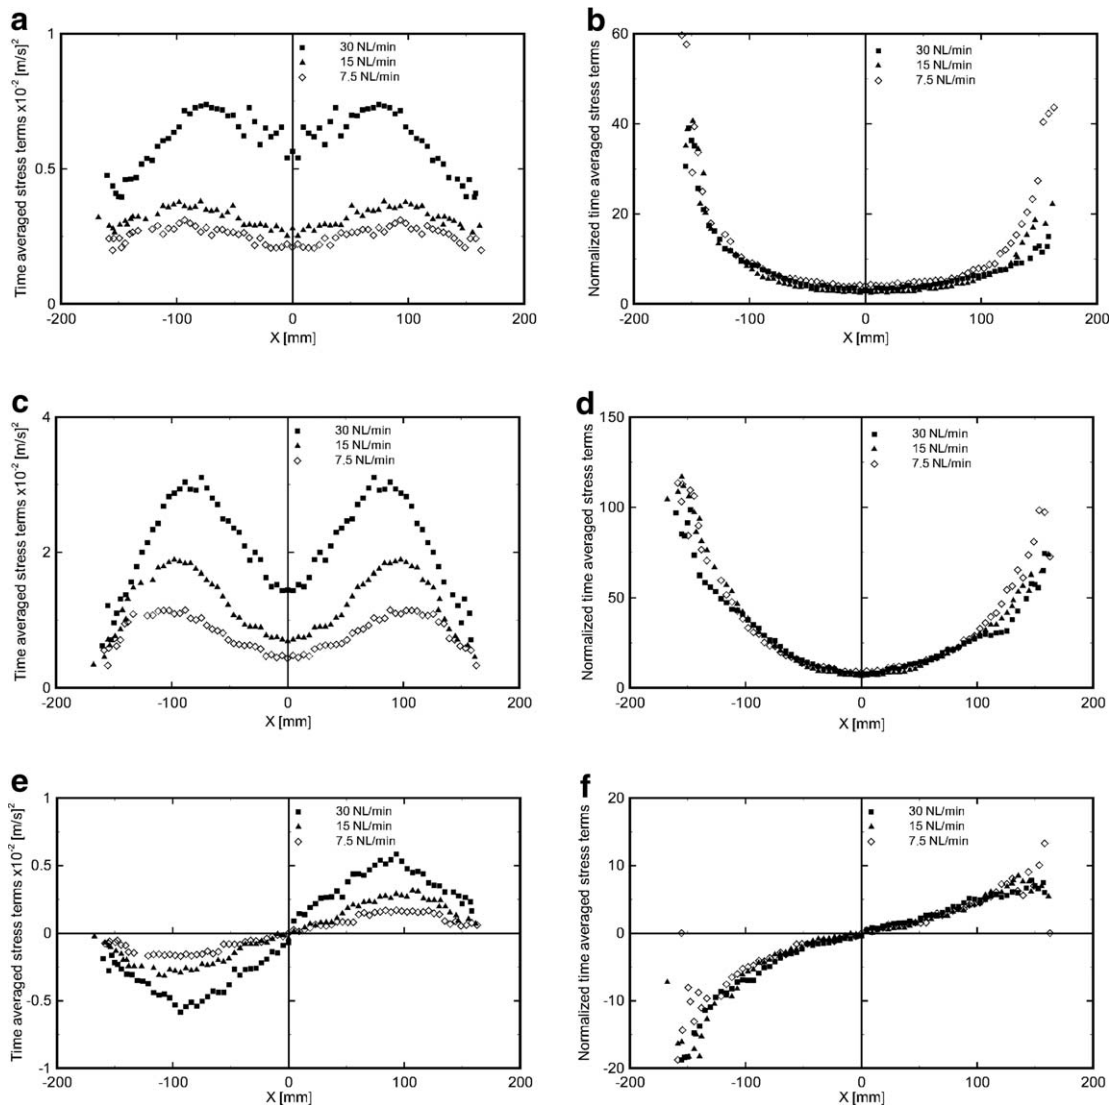 a
Time averaged stress terms x10⁻² [m/s]²
1
0.5
0
-200
-100
0
100
200
X [mm]
30 NL/min
15 NL/min
7.5 NL/min
b
Normalized time averaged stress terms
60
40
20
0
-200
-100
0
100
200
X [mm]
30 NL/min
15 NL/min
7.5 NL/min
c
Time averaged stress terms x10⁻² [m/s]²
4
2
0
-200
-100
0
100
200
X [mm]
30 NL/min
15 NL/min
7.5 NL/min
d
Normalized time averaged stress terms
150
100
50
0
-200
-100
0
100
200
X [mm]
30 NL/min
15 NL/min
7.5 NL/min
e
Time averaged stress terms x10⁻² [m/s]²
1
0.5
0
-0.5
-1
-200
-100
0
100
200
X [mm]
30 NL/min
15 NL/min
7.5 NL/min
f
Normalized time averaged stress terms
20
10
0
-10
-20
-200
-100
0
100
200
X [mm]
30 NL/min
15 NL/min
7.5 NL/min